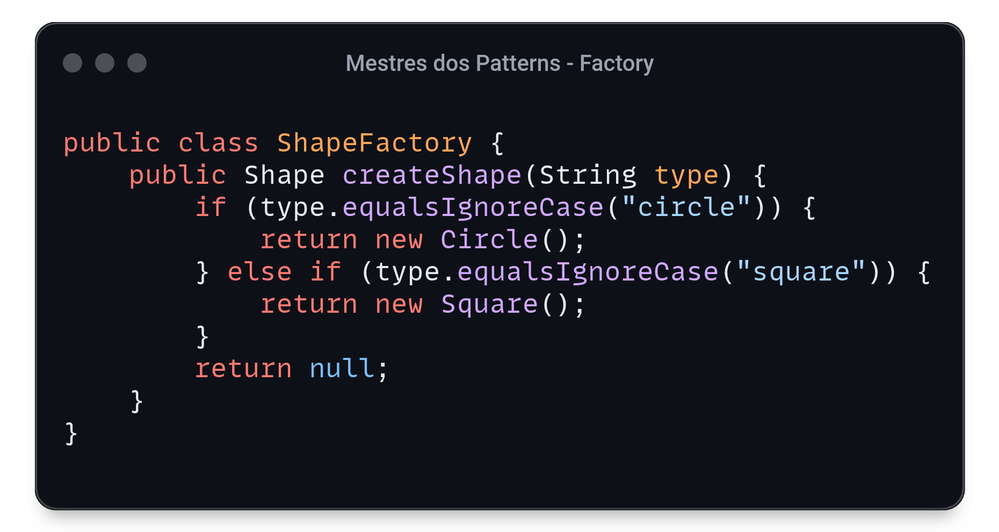 Mestres dos Patterns - Factory
public class ShapeFactory {
    public Shape createShape(String type) {
        if (type.equalsIgnoreCase("circle")) {
            return new Circle();
        } else if (type.equalsIgnoreCase("square")) {
            return new Square();
        }
        return null;
    }
}